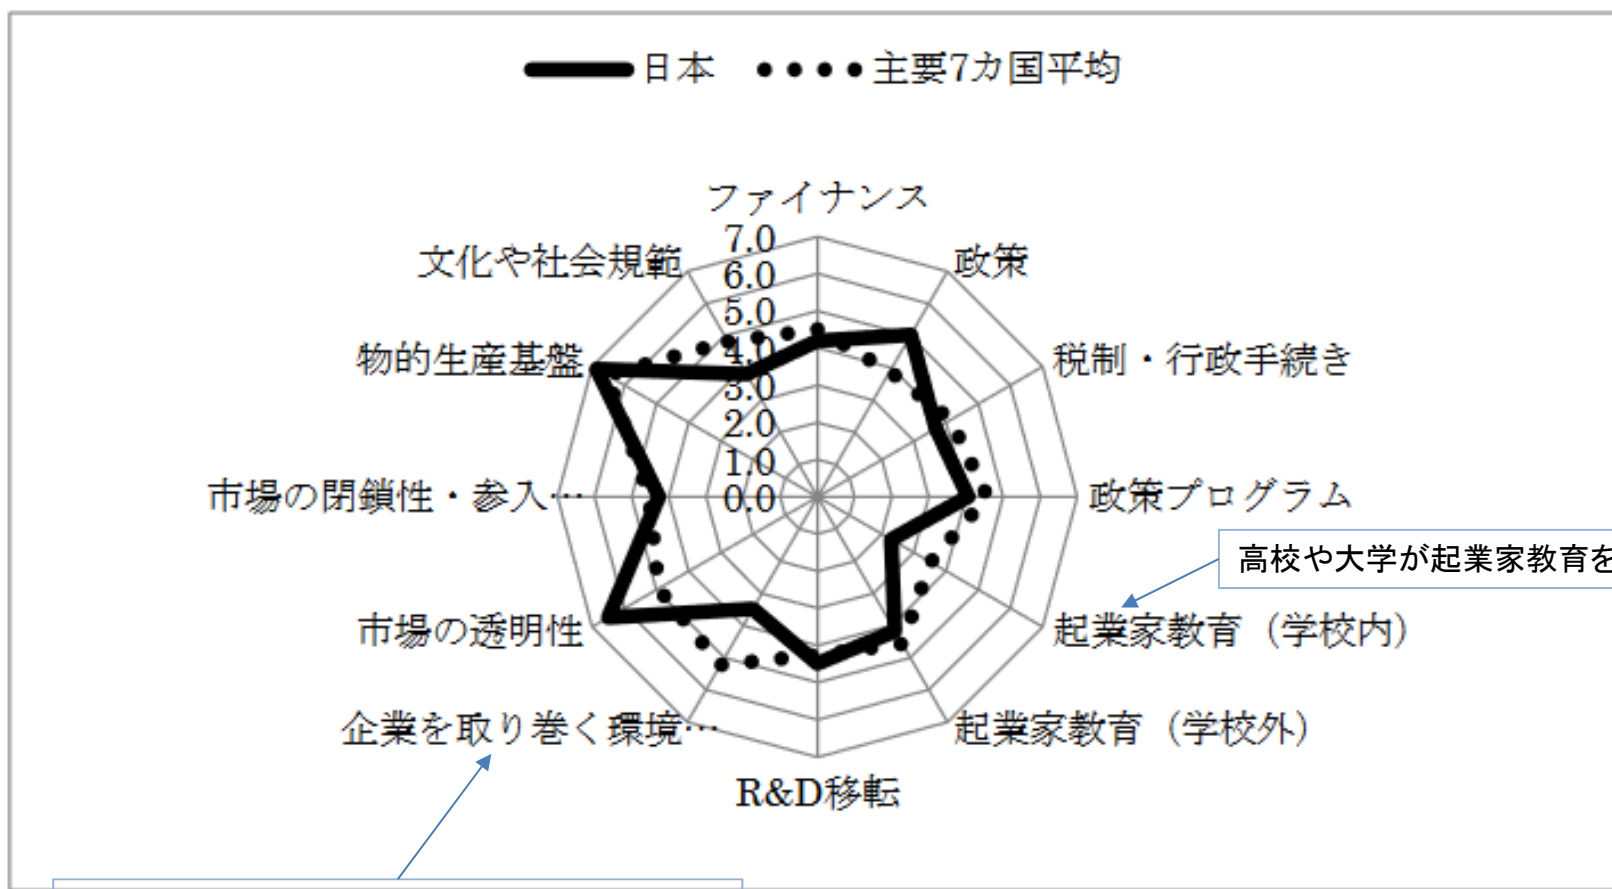 日本
主要7カ国平均
ファイナンス
7.0
6.0
5.0
4.0
3.0
2.0
1.0
0.0
政策
税制・行政手続き
政策プログラム
高校や大学が起業家教育を
起業家教育（学校内）
起業家教育（学校外）
R&D移転
企業を取り巻く環境…
市場の透明性
市場の閉鎖性・参入…
物的生産基盤
文化や社会規範